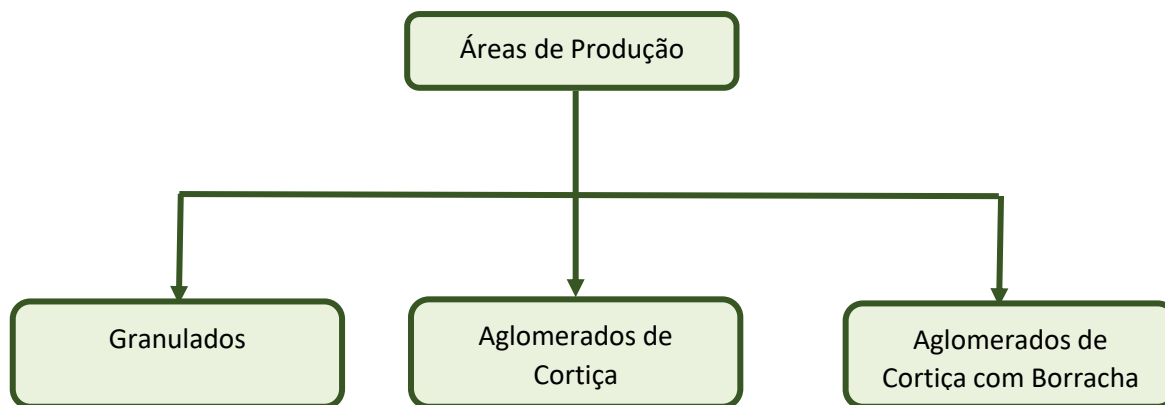 Áreas de Produção
Granulados
Aglomerados de
Cortiça
Aglomerados de
Cortiça com Borracha